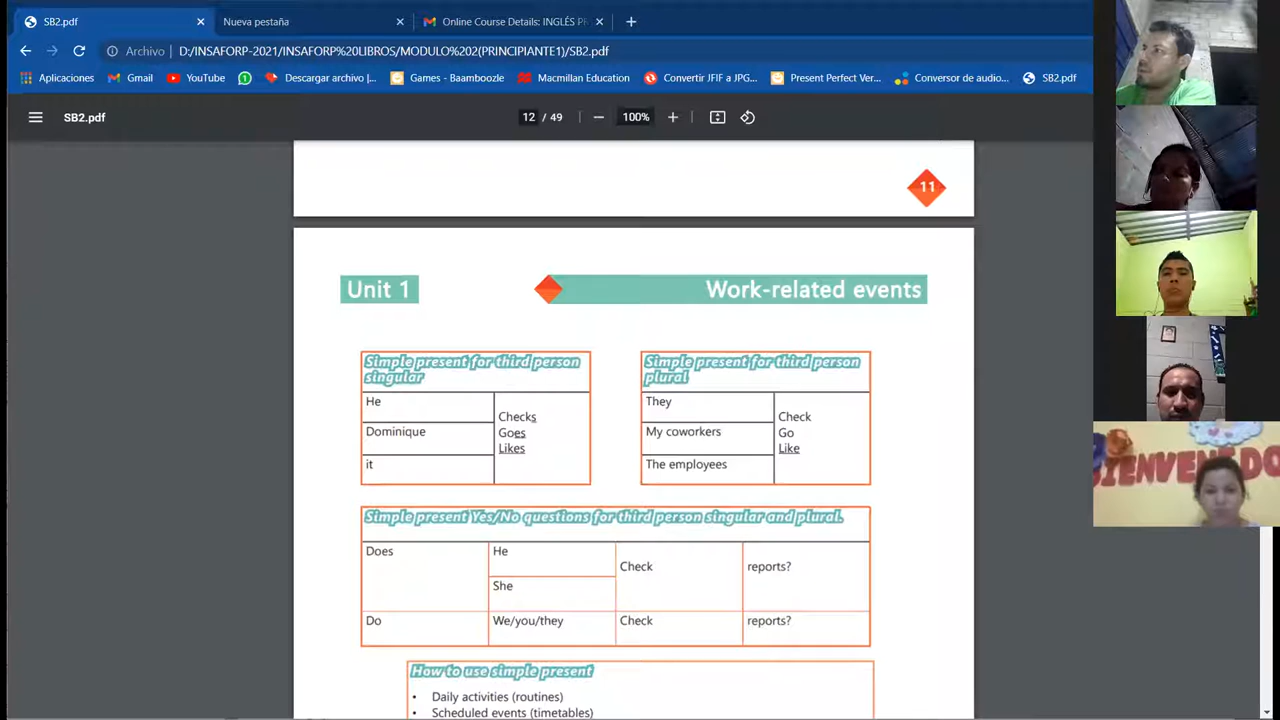 SB2.pdf
Nueva pestaña
Online Course Details: INGLÉS PI
Archivo
D:/INSAFORP-2021/INSAFORP%20LIBROS/MODULO%202(PRINCIPIANTE1)/SB2.pdf
Aplicaciones
Gmail
YouTube
Descargar archivo |...
Games - Baamboozle
Macmillan Education
Convertir JFIF a JPG...
Present Perfect Ver...
Conversor de audio...
SB2.pdf
SB2.pdf
12 / 49
100%
11
Unit 1
Work-related events
Simple present for third person
singular
He
Dominique
it
Checks
Goes
Likes
Simple present for third person
plural
They
My coworkers
The employees
Check
Go
Like
Simple present Yes/No questions for third person singular and plural.
Does
He
She
Check
reports?
Do
We/you/they
Check
reports?
How to use simple present
• Daily activities (routines)
• Scheduled events (timetables)
BIENVENIDO